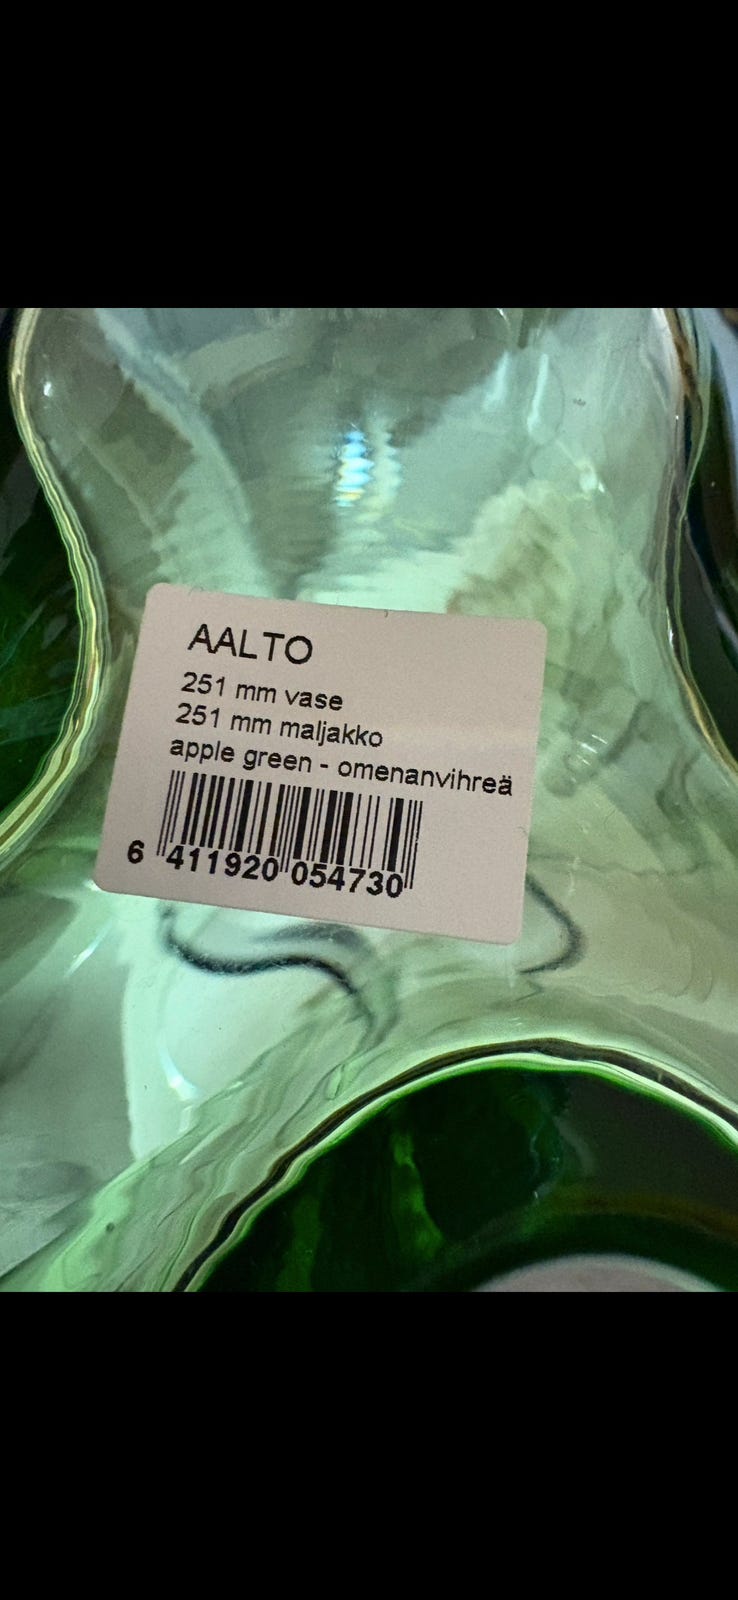 AALTO
251 mm vase
251 mm maljakko
apple green - omenanvihreä
6 411920 054730